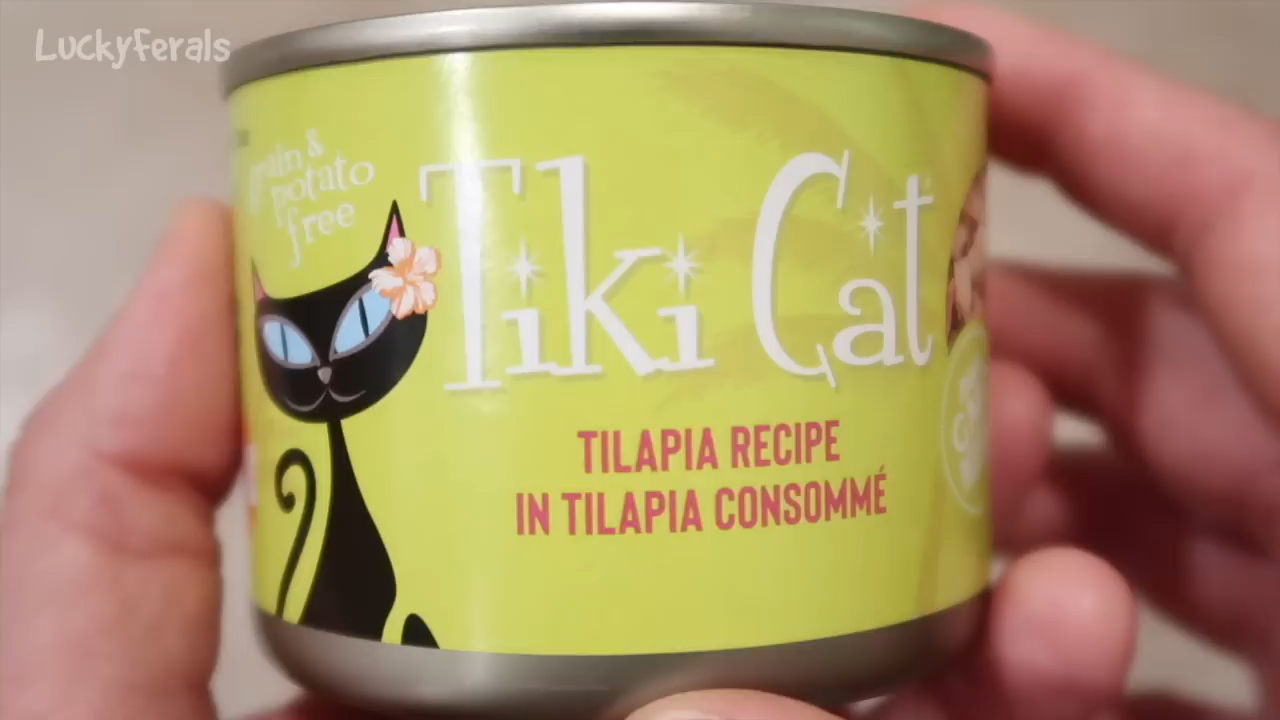 LuckyFerals
grain &
potato
free
Tiki Cat
TILAPIA RECIPE
IN TILAPIA CONSOMMÉ